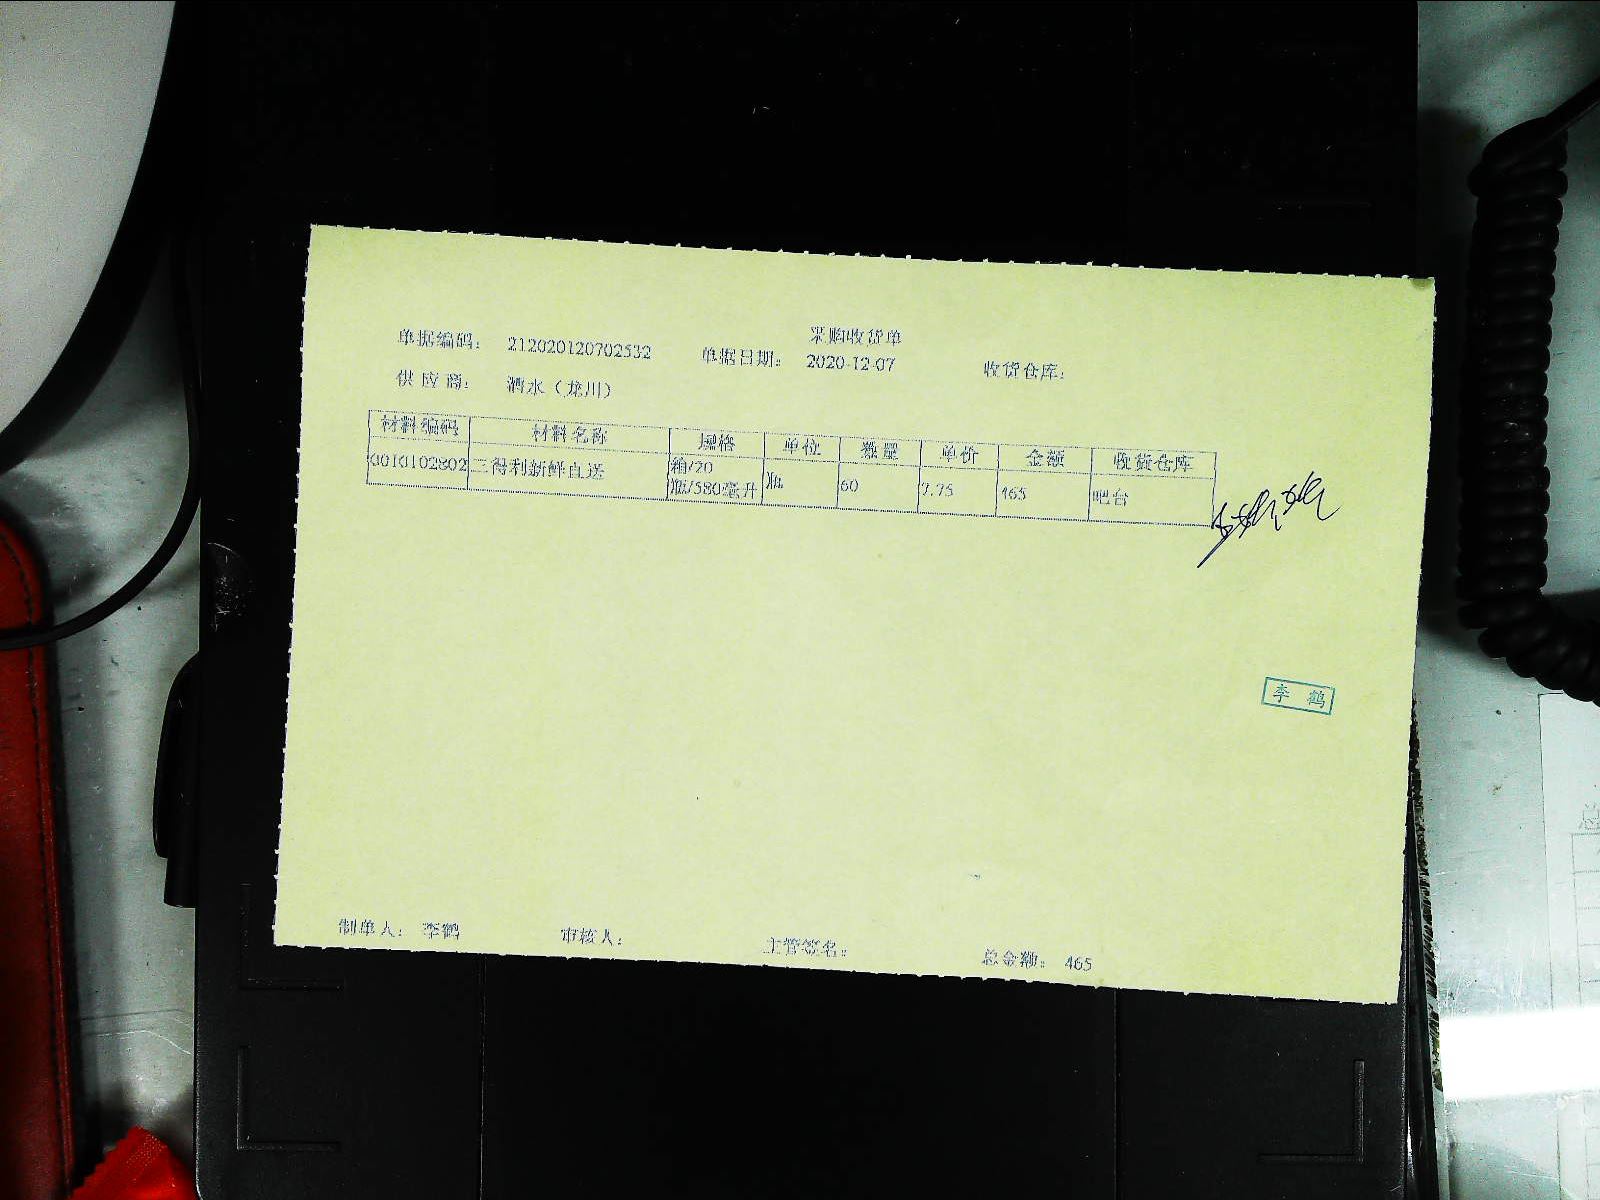 采购收货单
单据编码： 212020120702532 单据日期： 2020-12-07 收货仓库：
供 应 商： 酒水（龙川）
材料编码 材料名称 规格 单位 数量 单价 金额 收货仓库
0010102802 三得利新鲜直送 箱/20 瓶/580毫升 瓶 60 7.75 465 吧台
李 鹤
制单人： 李鹤 审核人： 主管签名： 总金额： 465